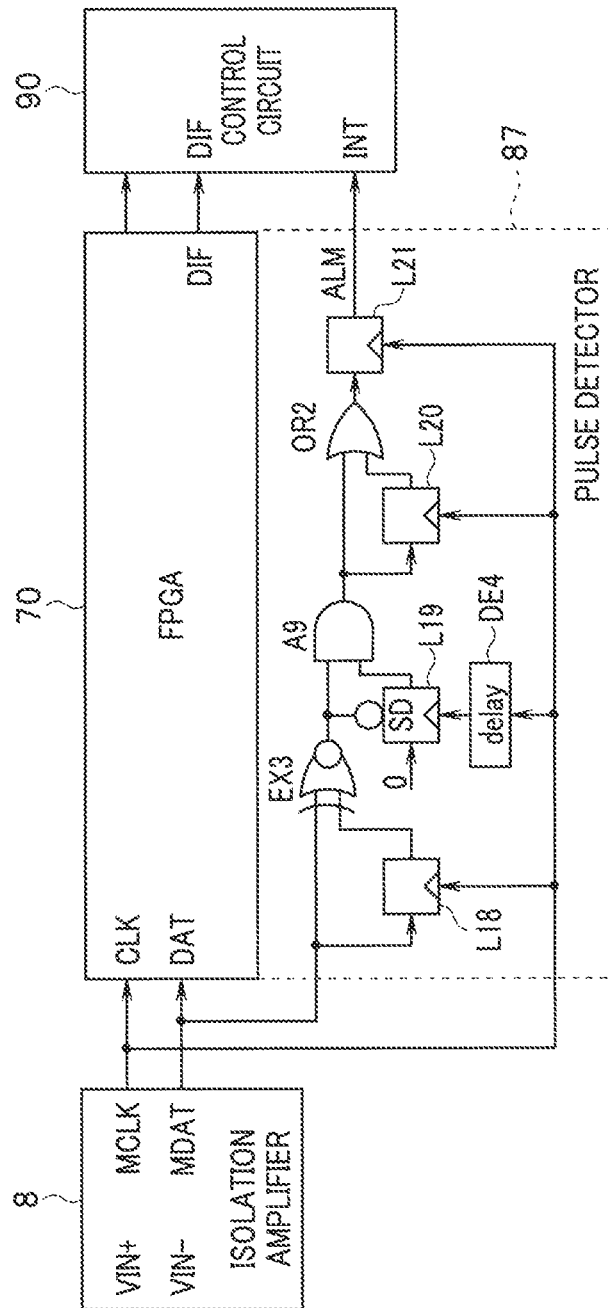 8
VIN+ MCLK
VIN− MDAT
ISOLATION
AMPLIFIER
70
CLK
DAT
FPGA
DIF
90
DIF
CONTROL
CIRCUIT
INT
87
PULSE DETECTOR
L18
EX3
0
SD
L19
delay
DE4
A9
L20
OR2
L21
ALM